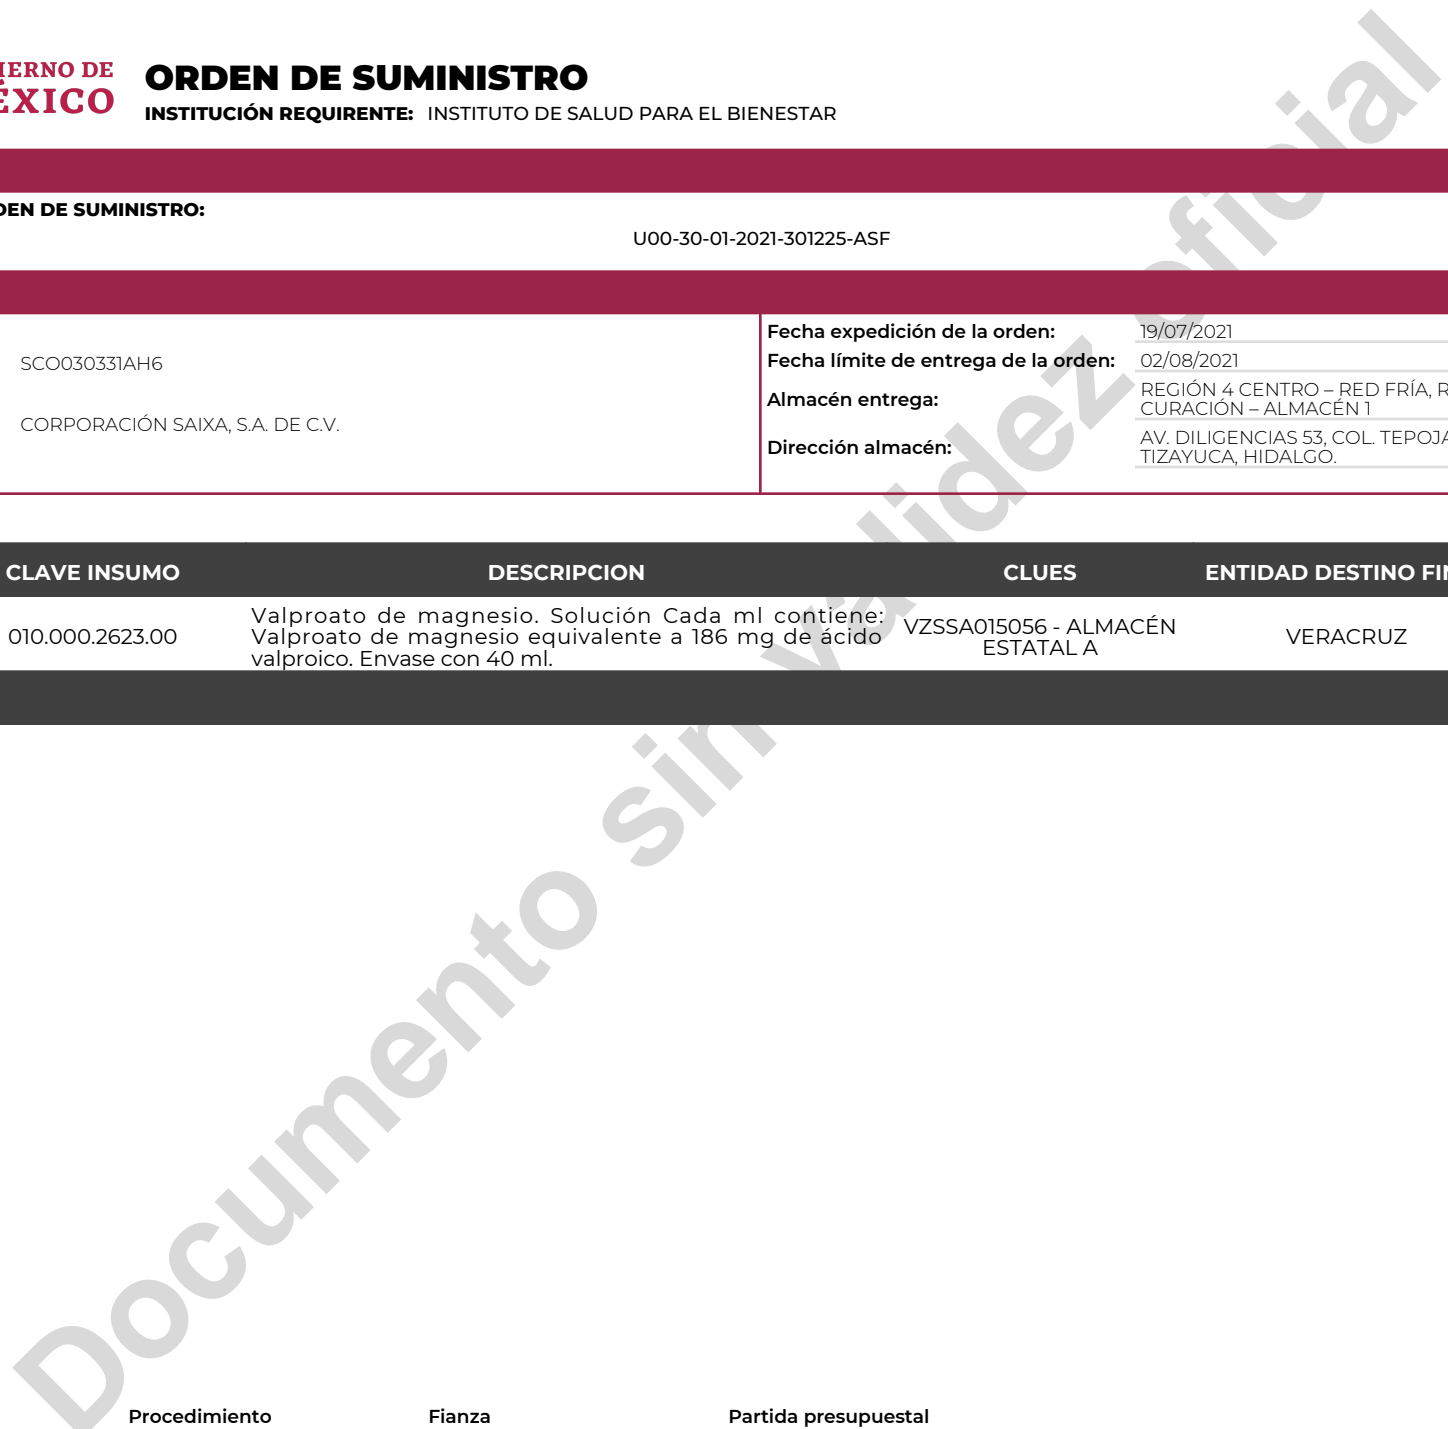 IERNO DE
ÉXICO
ORDEN DE SUMINISTRO
INSTITUCIÓN REQUIRENTE: INSTITUTO DE SALUD PARA EL BIENESTAR
DEN DE SUMINISTRO:
U00-30-01-2021-301225-ASF
SCO030331AH6
CORPORACIÓN SAIXA, S.A. DE C.V.
Fecha expedición de la orden: 19/07/2021
Fecha límite de entrega de la orden: 02/08/2021
Almacén entrega: REGIÓN 4 CENTRO – RED FRÍA, R
CURACIÓN – ALMACÉN 1
Dirección almacén: AV. DILIGENCIAS 53, COL. TEPOJA
TIZAYUCA, HIDALGO.
CLAVE INSUMO DESCRIPCION CLUES ENTIDAD DESTINO FIN
010.000.2623.00
Valproato de magnesio. Solución Cada ml contiene:
Valproato de magnesio equivalente a 186 mg de ácido
valproico. Envase con 40 ml.
VZSSA015056 - ALMACÉN
ESTATAL A
VERACRUZ
Documento sin validez oficial
Procedimiento Fianza Partida presupuestal